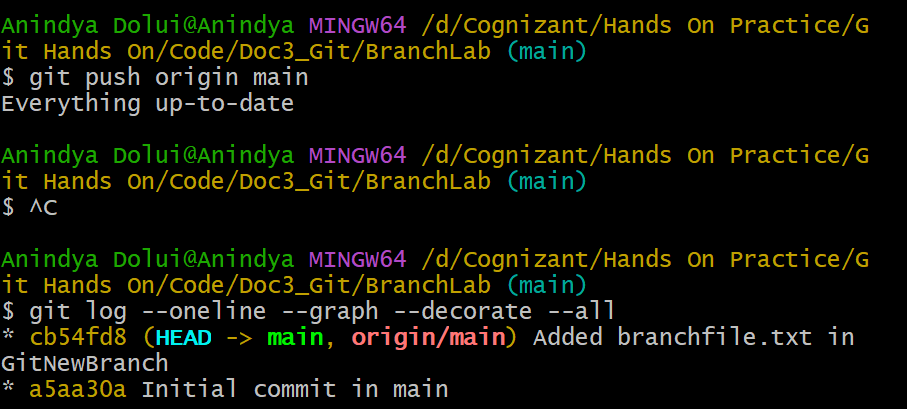 Anindya Dolui@Anindya MINGW64 /d/Cognizant/Hands On Practice/G
it Hands On/Code/Doc3_Git/BranchLab (main)
$ git push origin main
Everything up-to-date
Anindya Dolui@Anindya MINGW64 /d/Cognizant/Hands On Practice/G
it Hands On/Code/Doc3_Git/BranchLab (main)
$ ^C
Anindya Dolui@Anindya MINGW64 /d/Cognizant/Hands On Practice/G
it Hands On/Code/Doc3_Git/BranchLab (main)
$ git log --oneline --graph --decorate --all
* cb54fd8 (HEAD -> main, origin/main) Added branchfile.txt in
GitNewBranch
* a5aa30a Initial commit in main